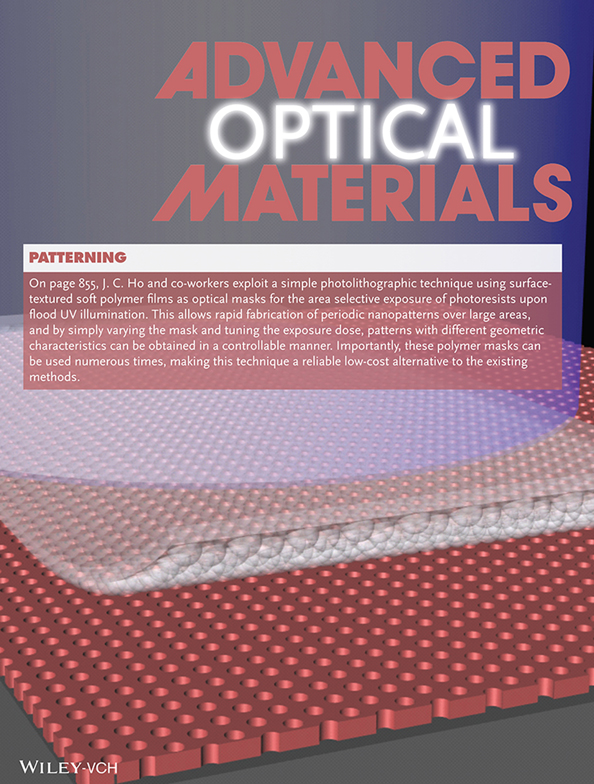 ADVANCED
OPTICAL
MATERIALS
PATTERNING
On page 855, J. C. Ho and co-workers exploit a simple photolithographic technique using surface-
textured soft polymer films as optical masks for the area selective exposure of photoresists upon
flood UV illumination. This allows rapid fabrication of periodic nanopatterns over large areas,
and by simply varying the mask and tuning the exposure dose, patterns with different geometric
characteristics can be obtained in a controllable manner. Importantly, these polymer masks can
be used numerous times, making this technique a reliable low-cost alternative to the existing
methods.
WILEY-VCH